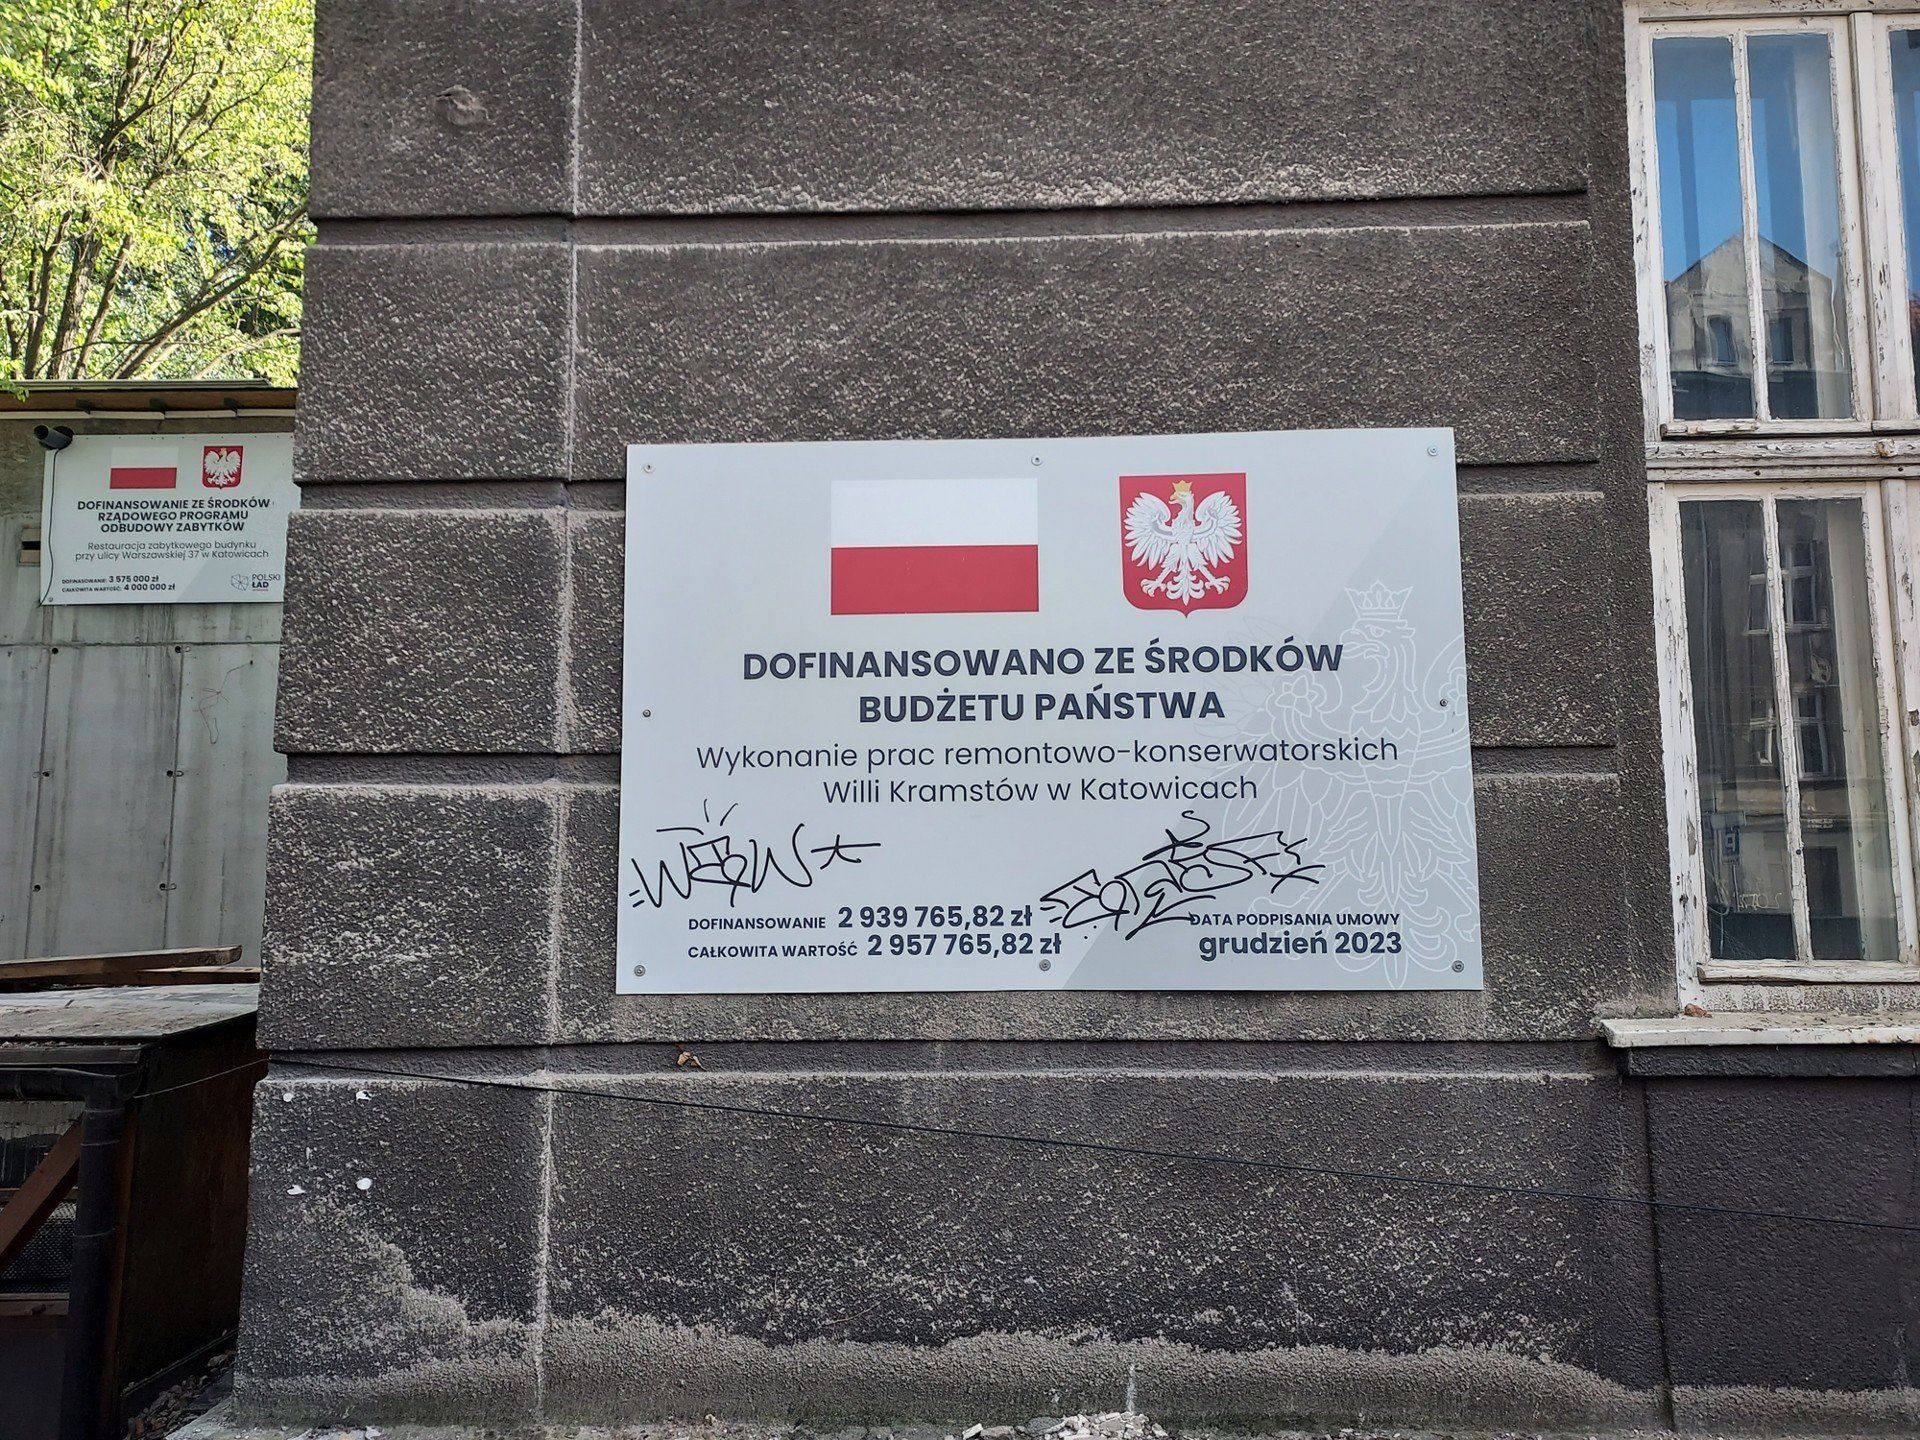 DOFINANSOWANIE ZE ŚRODKÓW
RZĄDOWEGO PROGRAMU
ODBUDOWY ZABYTKÓW
Restauracja zabytkowego budynku
przy ulicy Warszawskiej 37 w Katowicach
DOFINASOWANIE: 3 575 000 zł
CAŁKOWITA WARTOŚĆ: 4 000 000 zł
POLSKI
ŁAD
DOFINANSOWANO ZE ŚRODKÓW
BUDŻETU PAŃSTWA
Wykonanie prac remontowo-konserwatorskich
Willi Kramstów w Katowicach
DOFINANSOWANIE 2 939 765,82 zł
CAŁKOWITA WARTOŚĆ 2 957 765,82 zł
DATA PODPISANIA UMOWY
grudzień 2023